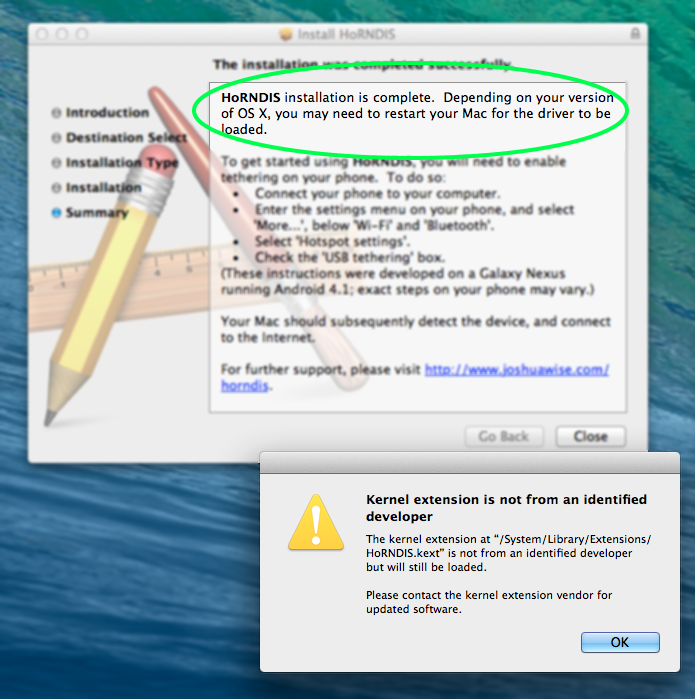 Install HoRNDIS
The installation was completed successfully.
Introduction
Destination Select
Installation Type
Installation
Summary
HoRNDIS installation is complete.  Depending on your version
of OS X, you may need to restart your Mac for the driver to be
loaded.
To get started using HoRNDIS, you will need to enable
tethering on your phone.  To do so:
•    Connect your phone to your computer.
•    Enter the settings menu on your phone, and select
'More...', below 'Wi-Fi' and 'Bluetooth'.
•    Select 'Hotspot settings'.
•    Check the 'USB tethering' box.
(These instructions were developed on a Galaxy Nexus
running Android 4.1; exact steps on your phone may vary.)
Your Mac should subsequently detect the device, and connect
to the Internet.
For further support, please visit http://www.joshuawise.com/
horndis.
Go Back
Close
Kernel extension is not from an identified
developer
The kernel extension at “/System/Library/Extensions/
HoRNDIS.kext” is not from an identified developer
but will still be loaded.
Please contact the kernel extension vendor for
updated software.
OK